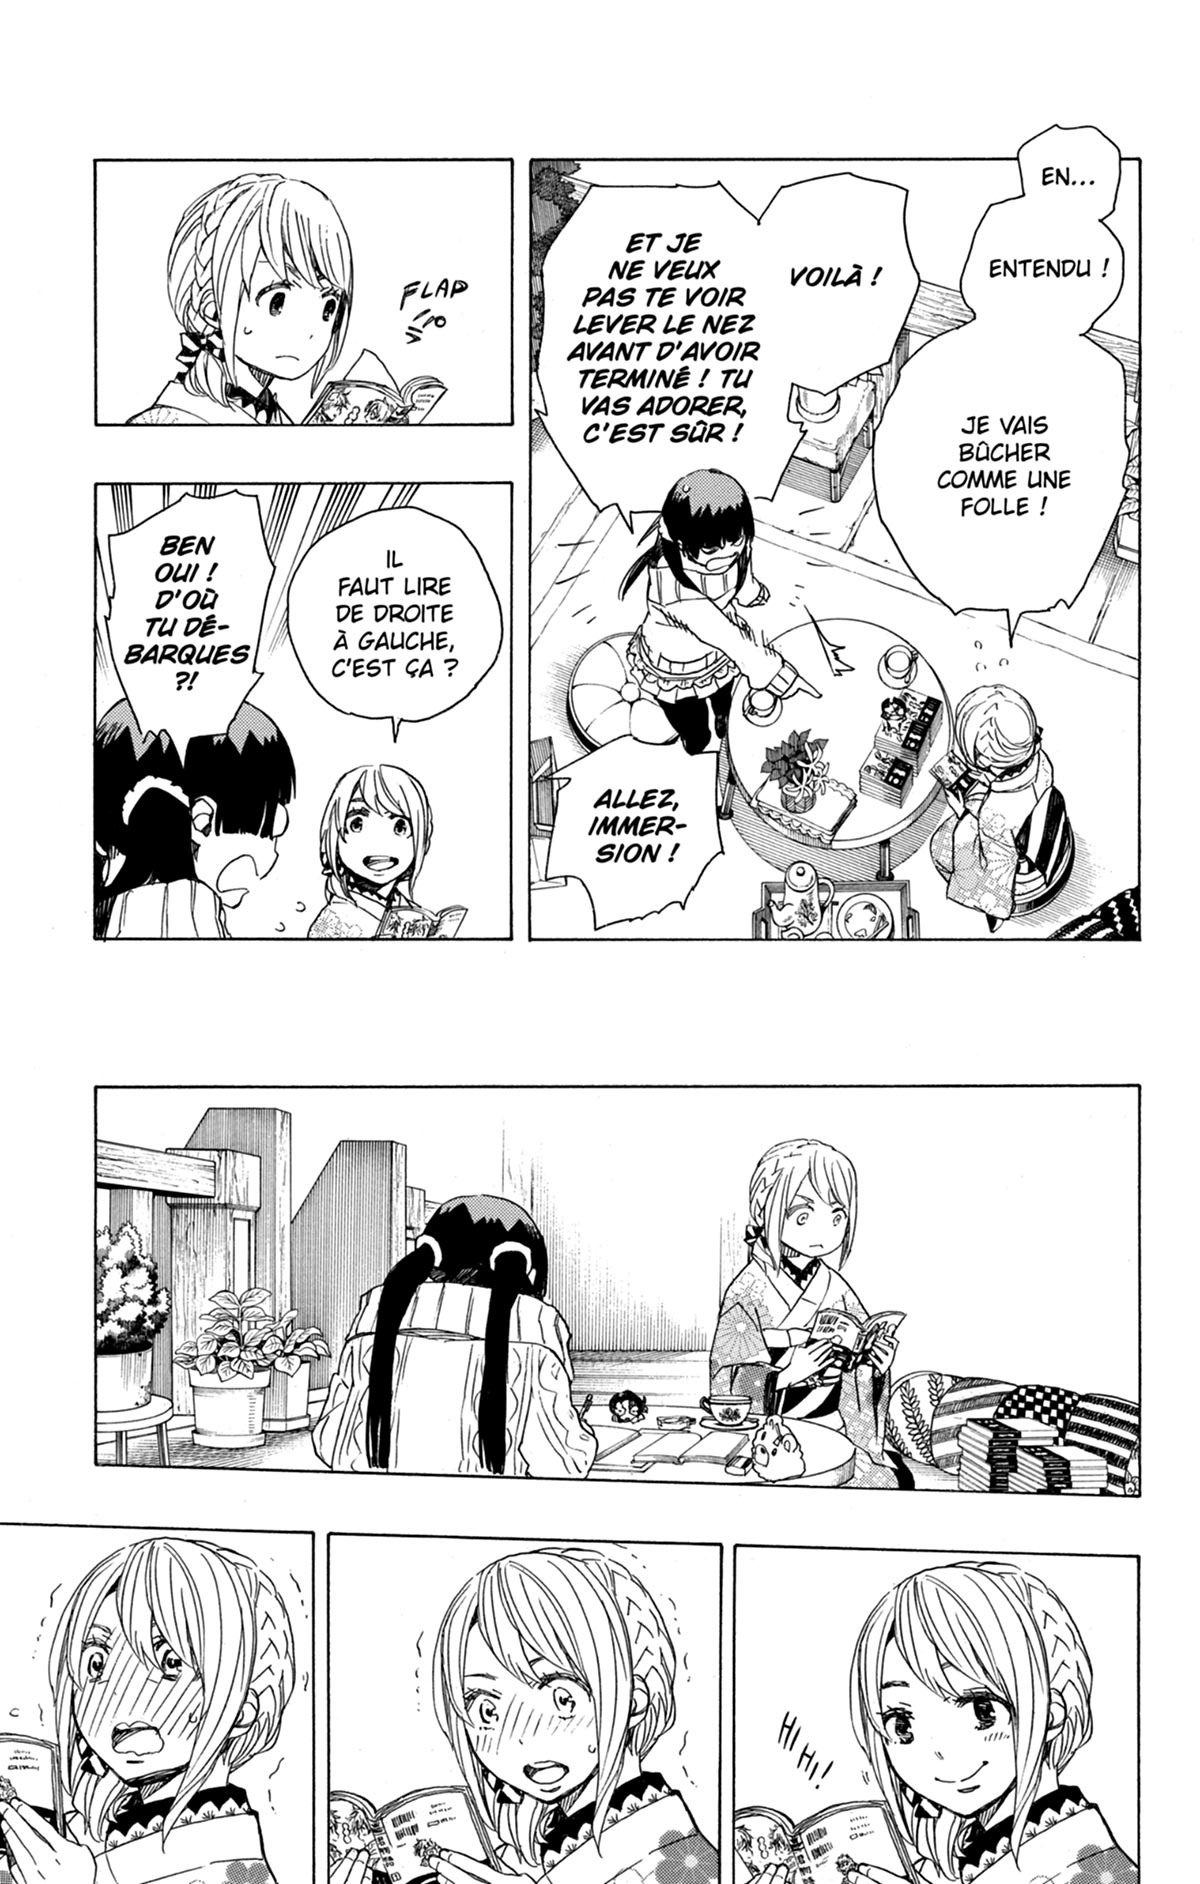 EN...
ENTENDU !
JE VAIS
BÛCHER
COMME UNE
FOLLE !
VOILÀ !
ET JE
NE VEUX
PAS TE VOIR
LEVER LE NEZ
AVANT D'AVOIR
TERMINÉ ! TU
VAS ADORER,
C'EST SÛR !
ALLEZ,
IMMER-
SION !
FLAP
IL
FAUT LIRE
DE DROITE
À GAUCHE,
C'EST ÇA ?
BEN
OUI !
D'OÙ
TU DÉ-
BARQUES
?!
HI HI!